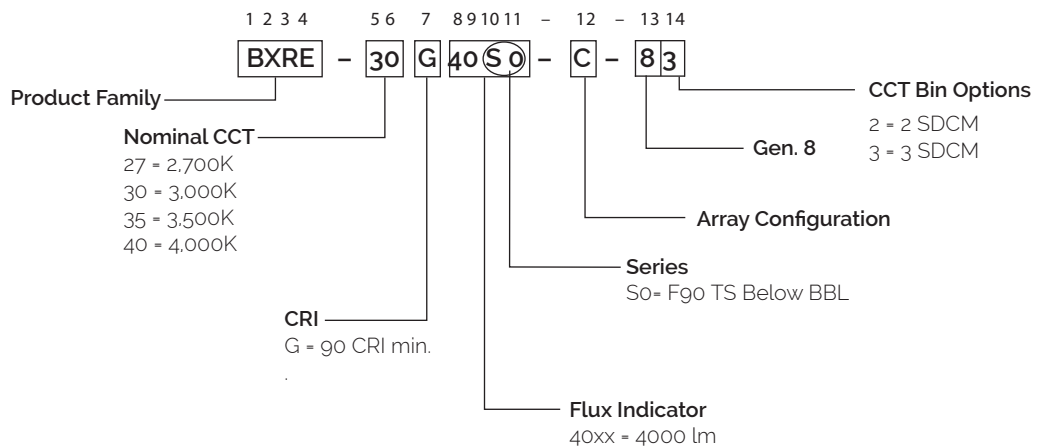 1 2 3 4 5 6 7 8 9 10 11 – 12 – 13 14
BXRE – 30 G 40 S 0 – C – 8 3
Product Family
CCT Bin Options
2 = 2 SDCM
3 = 3 SDCM
Nominal CCT
27 = 2,700K
30 = 3,000K
35 = 3,500K
40 = 4,000K
Gen. 8
Array Configuration
Series
S0= F90 TS Below BBL
CRI
G = 90 CRI min.
.
Flux Indicator
40xx = 4000 lm